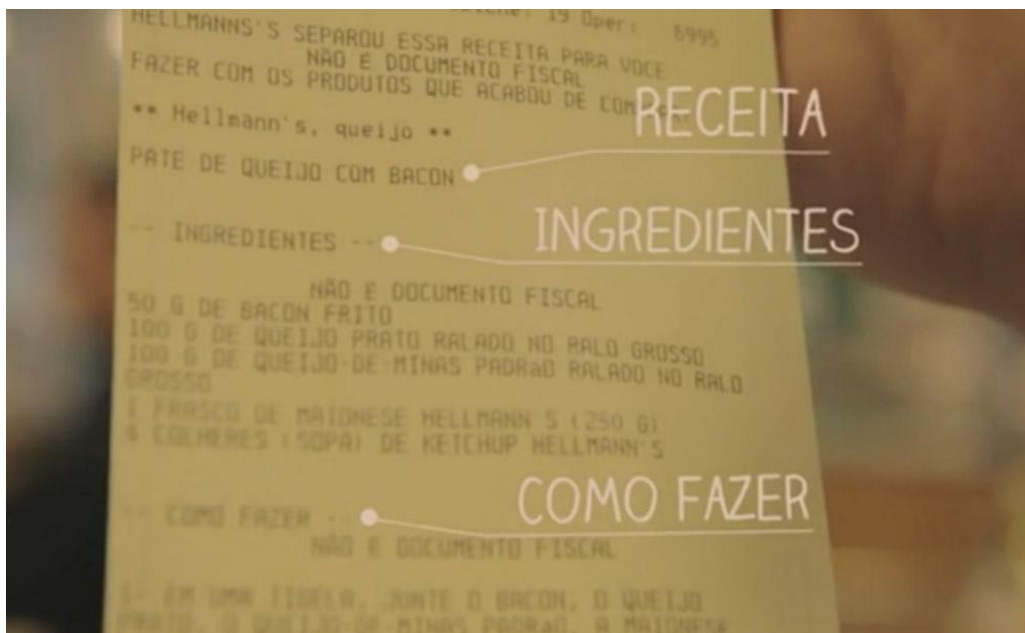 19 Oper: 6995
HELLMANNS'S SEPAROU ESSA RECEITA PARA VOCE
NÃO E DOCUMENTO FISCAL
FAZER COM OS PRODUTOS QUE ACABOU DE
** Hellmann's, queijo **
RECEITA
PATE DE QUEIJO COM BACON
-- INGREDIENTES --
INGREDIENTES
NÃO E DOCUMENTO FISCAL
50 G DE BACON FRITO
100 G DE QUEIJO PRATO RALADO NO RALO GROSSO
100 G DE QUEIJO-DE-MINAS PADRaO RALADO NO RALO
GROSSO
1 FRASCO DE MAIONESE HELLMANN'S (250 G)
COLHERES (SOPA) DE KETCHUP HELLMANN'S
-- COMO FAZER --
COMO FAZER
NÃO E DOCUMENTO FISCAL
1- EM UMA TIGELA, JUNTE O BACON, O QUEIJO
PRATO, O QUEIJO-DE-MINAS PADRaO, A MAIONESE